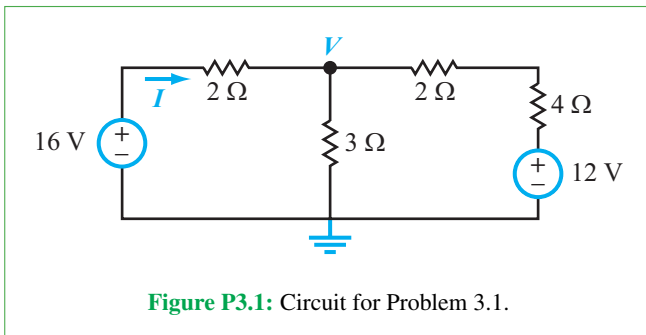 V
I
2 Ω
2 Ω
4 Ω
16 V
+
−
3 Ω
+
−
12 V
Figure P3.1: Circuit for Problem 3.1.